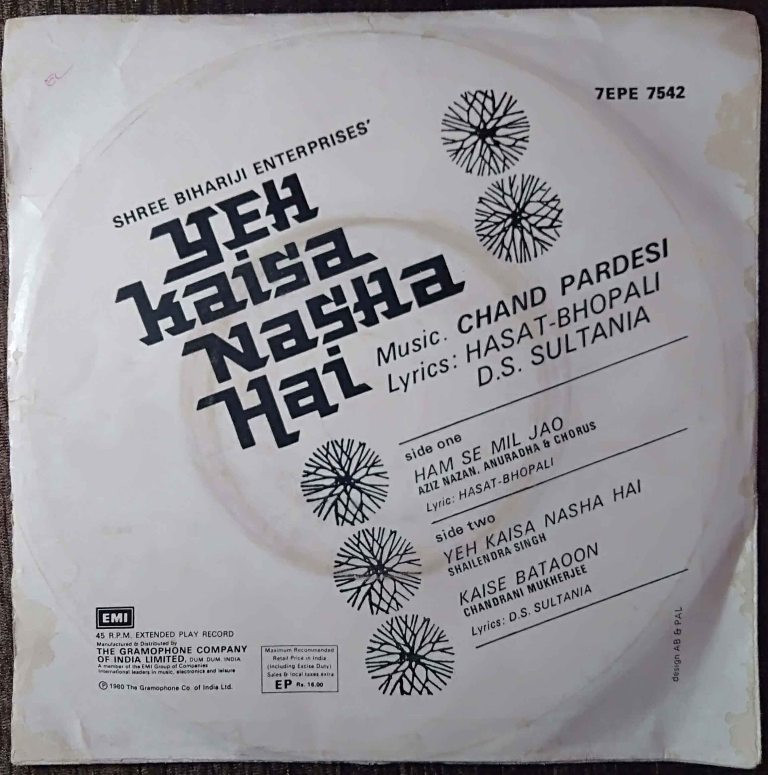 7EPE 7542
SHREE BIHARIJI ENTERPRISES'
YEH
KaisA
NasHa
Hai
Music. CHAND PARDESI
Lyrics: HASAT-BHOPALI
D.S. SULTANIA
side one
HAM SE MIL JAO
AZIZ NAZAN, ANURADHA & CHORUS
Lyric: HASAT-BHOPALI
side two
YEH KAISA NASHA HAI
SHAILENDRA SINGH
KAISE BATAOON
CHANDRANI MUKHERJEE
Lyrics: D.S. SULTANIA
EMI
45 R.P.M. EXTENDED PLAY RECORD
Manufactured & Distributed by
THE GRAMOPHONE COMPANY
OF INDIA LIMITED, DUM DUM, INDIA
A member of the EMI Group of Companies
International leaders in music, electronics and leisure
Ⓟ 1980 The Gramophone Co. of India Ltd.
Maximum Recommended
Retail Price in India
(including Excise Duty)
Sales & local taxes extra
EP Rs. 16.00
design AB & PAL